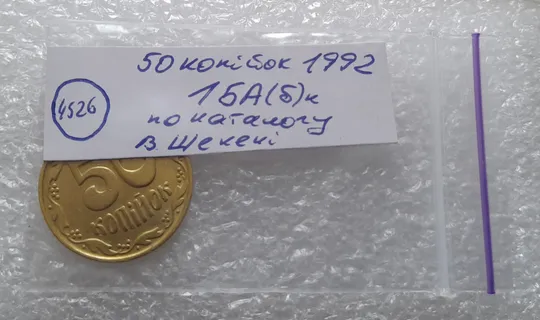 50 копійок 1992
1БА(б)к
по каталогу
В Щекені
4526
50
КОПІЙОК